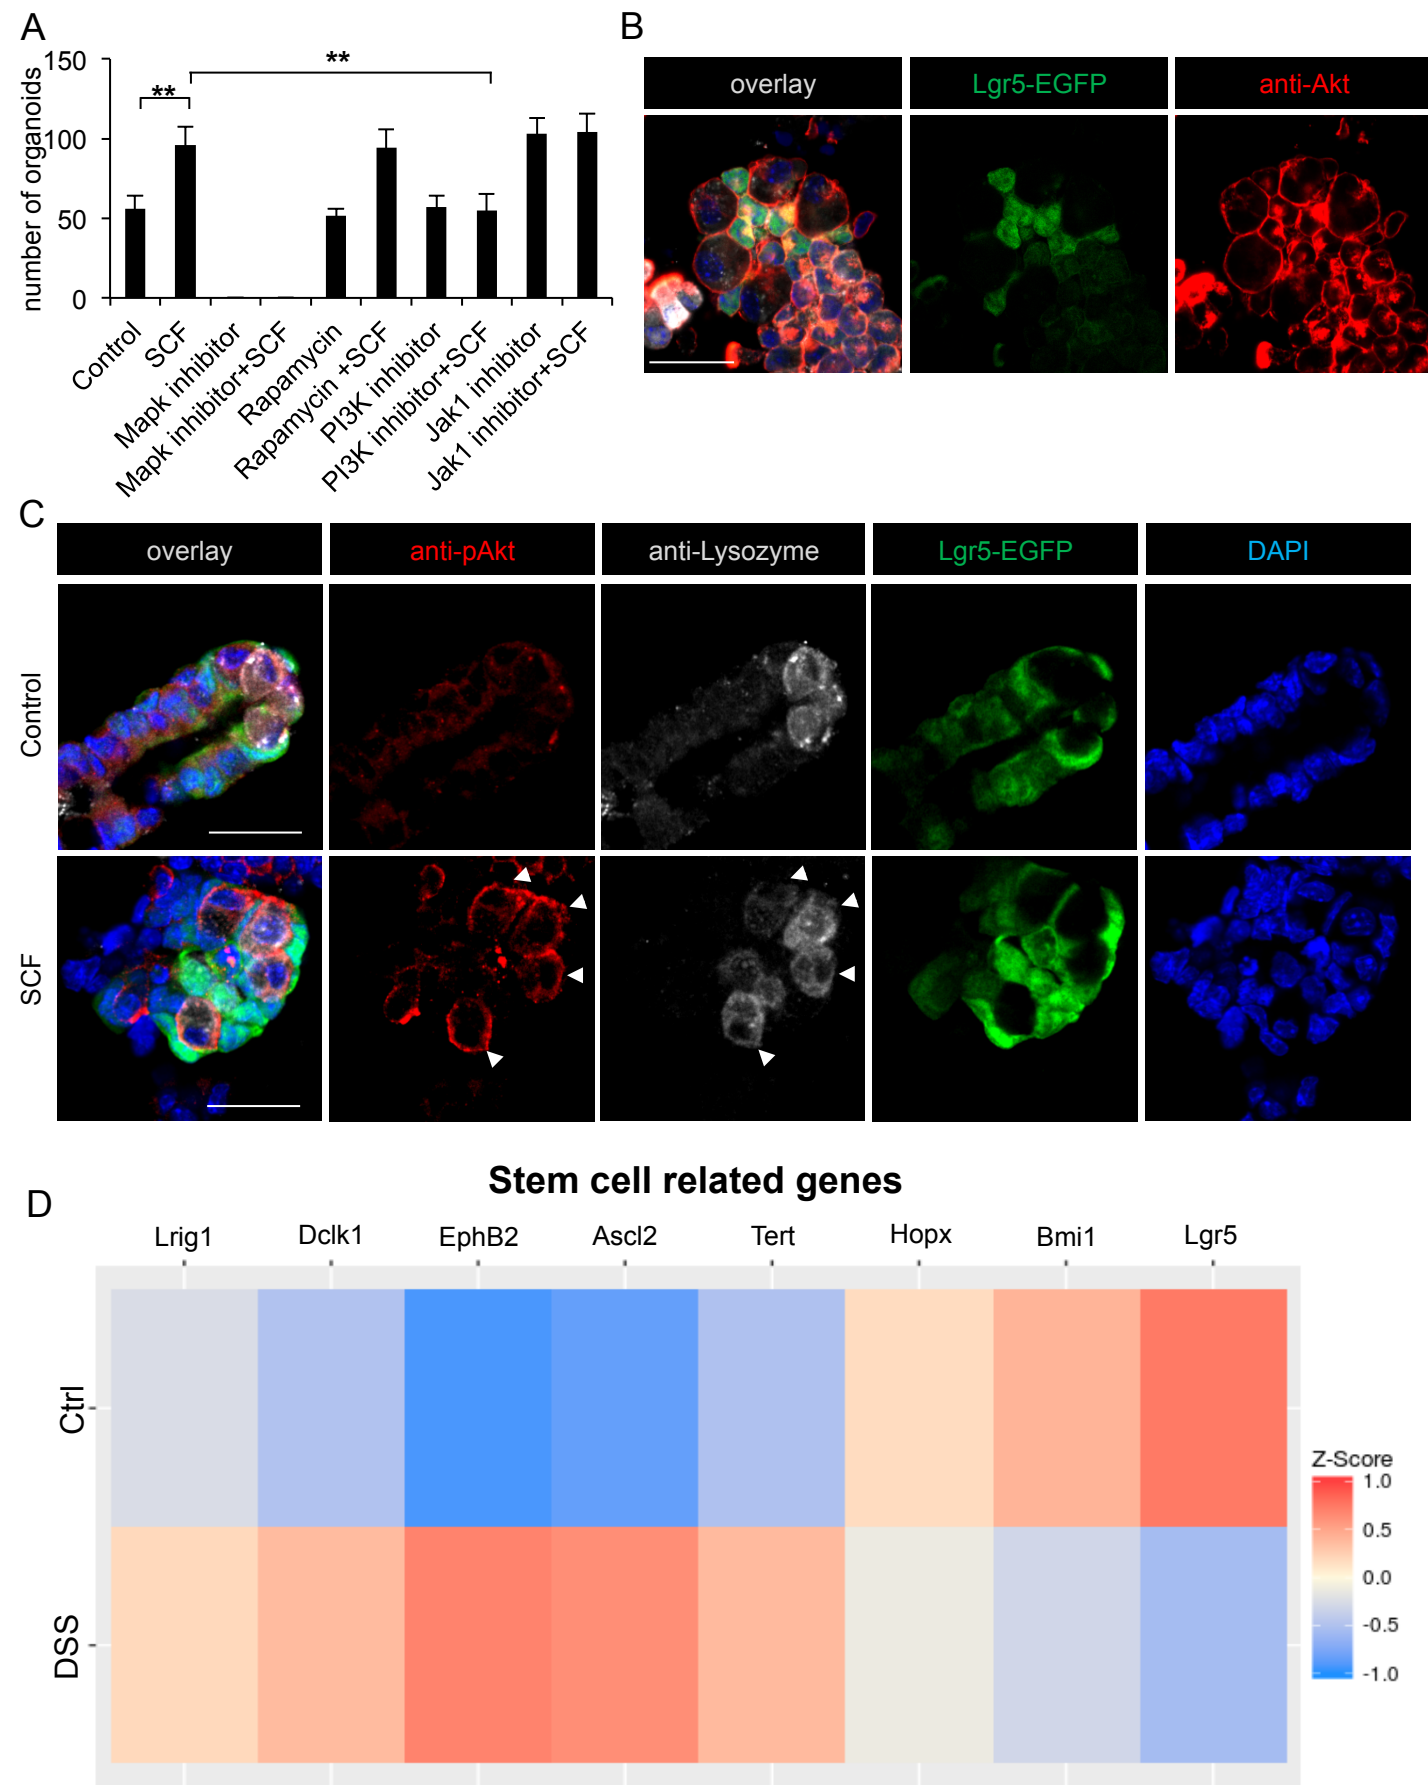 A
number of organoids
150
100
50
0
**
**
Control
SCF
Mapk inhibitor
Mapk inhibitor+SCF
Rapamycin
Rapamycin +SCF
PI3K inhibitor
PI3K inhibitor+SCF
Jak1 inhibitor
Jak1 inhibitor+SCF
B
overlay
Lgr5-EGFP
anti-Akt
C
overlay
anti-pAkt
anti-Lysozyme
Lgr5-EGFP
DAPI
Control
SCF
Stem cell related genes
D
Lrig1
Dclk1
EphB2
Ascl2
Tert
Hopx
Bmi1
Lgr5
Ctrl
DSS
Z-Score
1.0
0.5
0.0
-0.5
-1.0